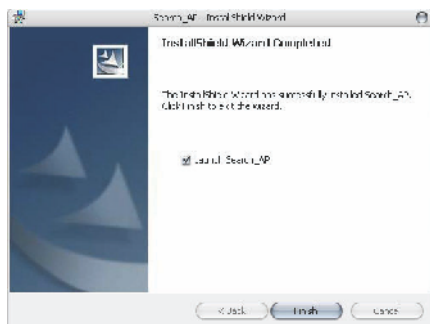 Search_AP - InstallShield Wizard
InstallShield Wizard Completed
The InstallShield Wizard has successfully installed Search_AP.
Click Finish to exit the wizard.
Launch Search_AP
< Back
Finish
Cancel